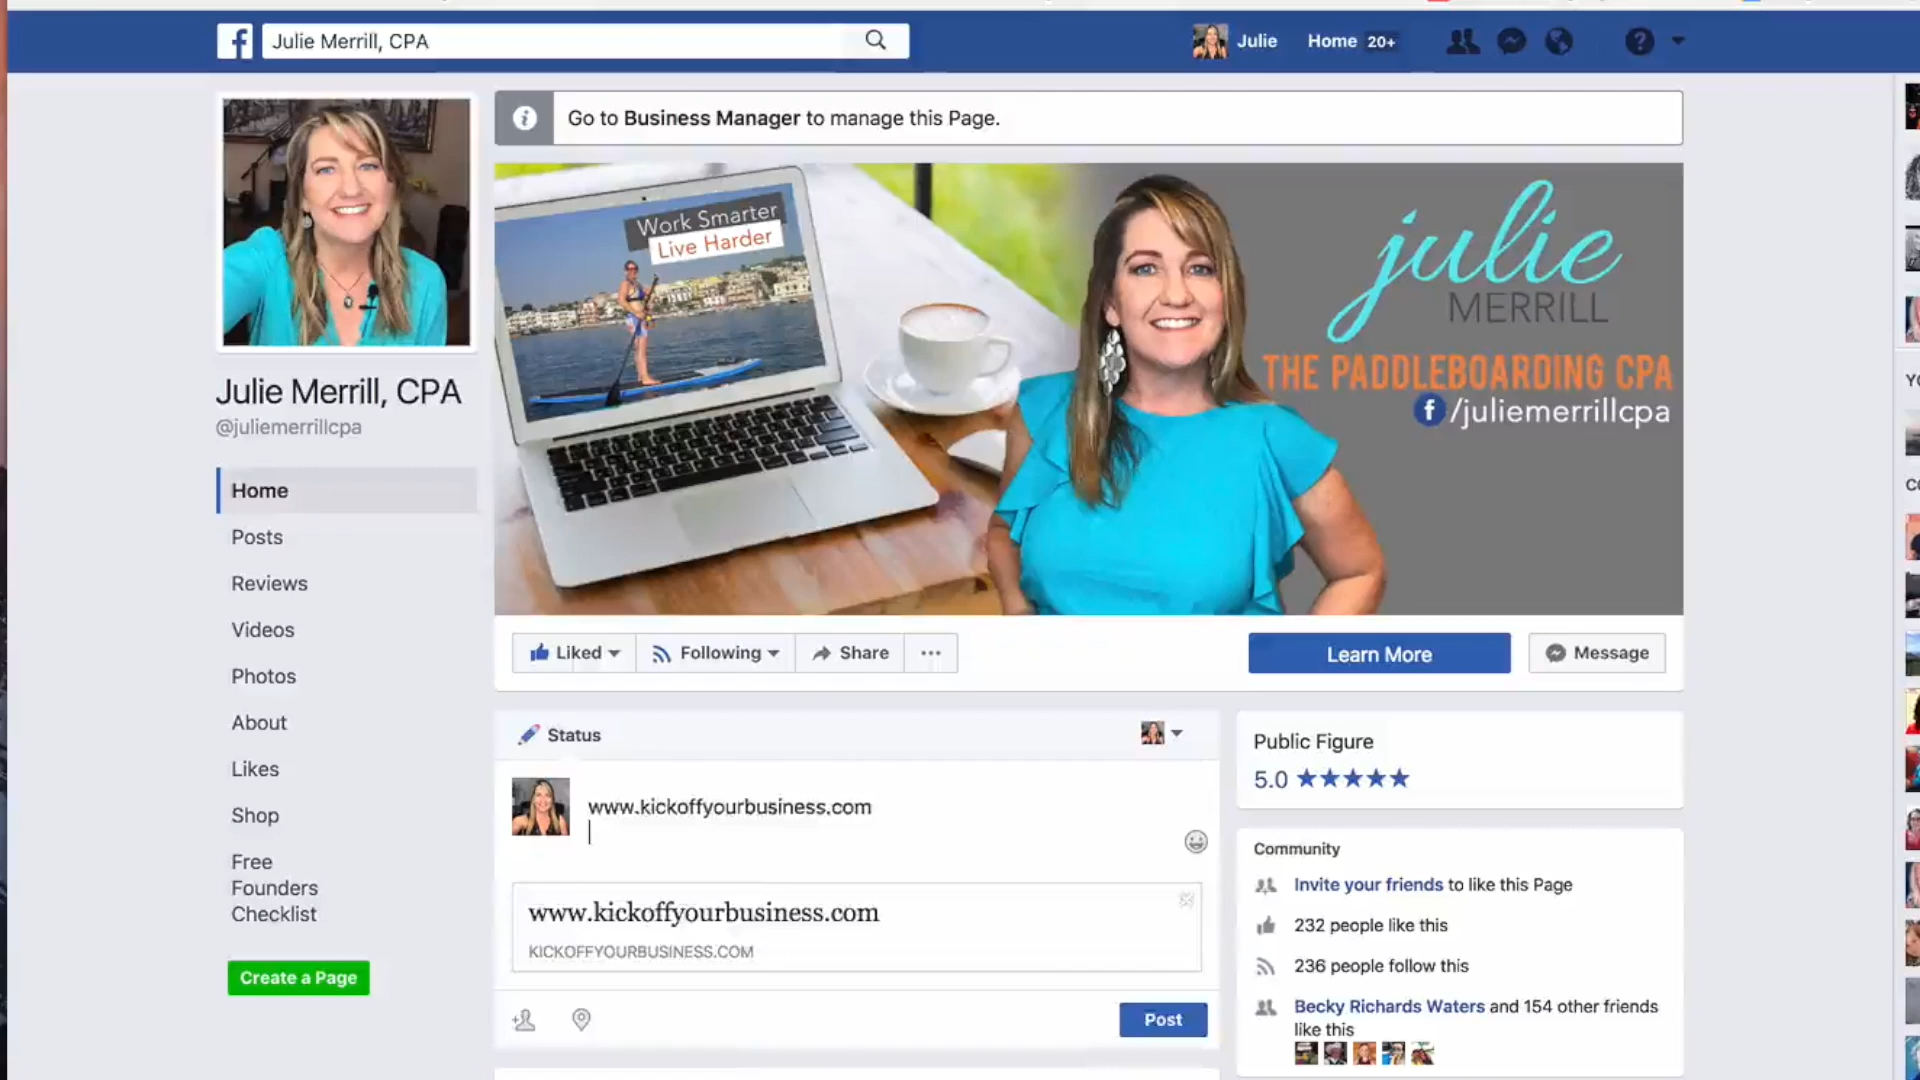 Julie Merrill, CPA
Julie
Home 20+
Go to Business Manager to manage this Page.
Work Smarter
Live Harder
julie
MERRILL
THE PADDLEBOARDING CPA
f/juliemerrillcpa
Julie Merrill, CPA
@juliemerrillcpa
Home
Posts
Reviews
Videos
Photos
About
Likes
Shop
Free
Founders
Checklist
Create a Page
Liked
Following
Share
Learn More
Message
Status
www.kickoffyourbusiness.com
www.kickoffyourbusiness.com
KICKOFFYOURBUSINESS.COM
Post
Public Figure
5.0 ★★★★★
Community
Invite your friends to like this Page
232 people like this
236 people follow this
Becky Richards Waters and 154 other friends
like this